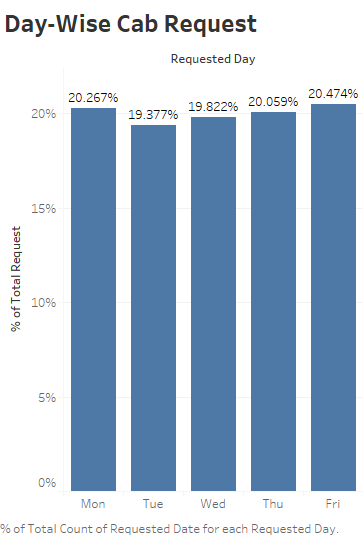 Day-Wise Cab Request
Requested Day
20.267%
19.377%
19.822%
20.059%
20.474%
20%
15%
10%
5%
0%
% of Total Request
Mon
Tue
Wed
Thu
Fri
% of Total Count of Requested Date for each Requested Day.